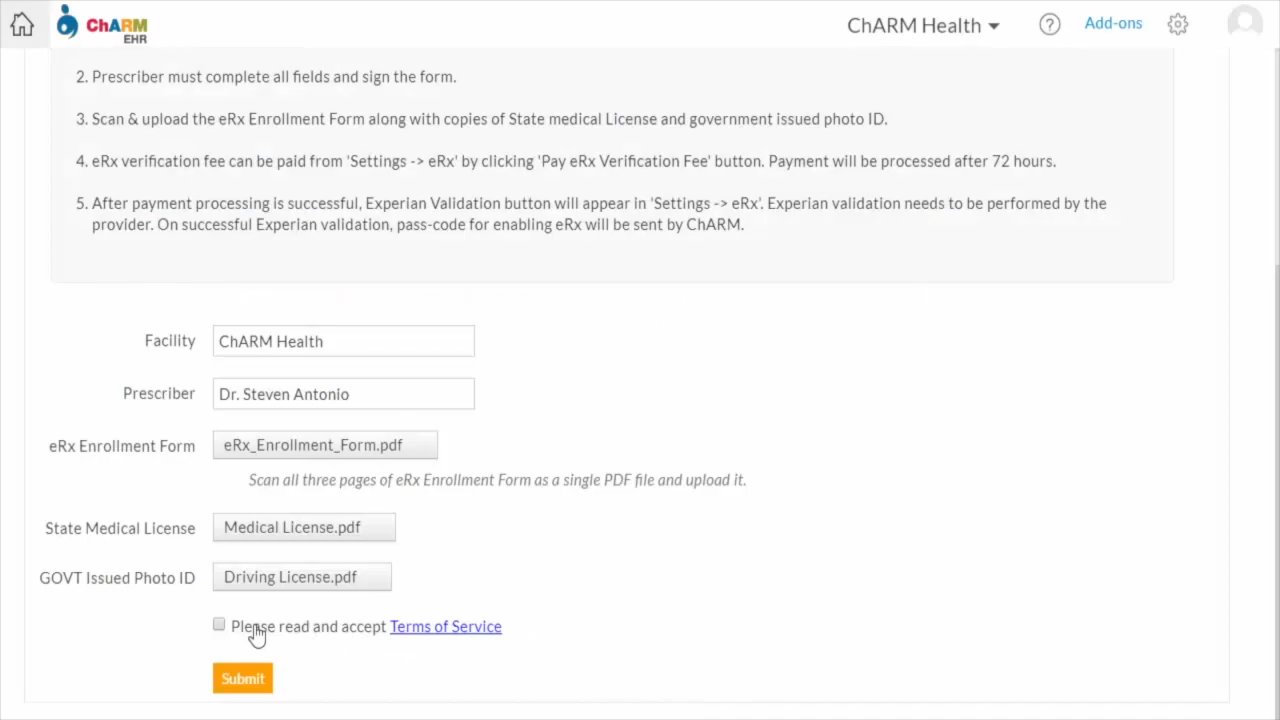 ChARM
EHR
ChARM Health
?
Add-ons
2. Prescriber must complete all fields and sign the form.
3. Scan & upload the eRx Enrollment Form along with copies of State medical License and government issued photo ID.
4. eRx verification fee can be paid from 'Settings -> eRx' by clicking 'Pay eRx Verification Fee' button. Payment will be processed after 72 hours.
5. After payment processing is successful, Experian Validation button will appear in 'Settings -> eRx'. Experian validation needs to be performed by the
provider. On successful Experian validation, pass-code for enabling eRx will be sent by ChARM.
Facility ChARM Health
Prescriber Dr. Steven Antonio
eRx Enrollment Form eRx_Enrollment_Form.pdf
Scan all three pages of eRx Enrollment Form as a single PDF file and upload it.
State Medical License Medical License.pdf
GOVT Issued Photo ID Driving License.pdf
Please read and accept Terms of Service
Submit